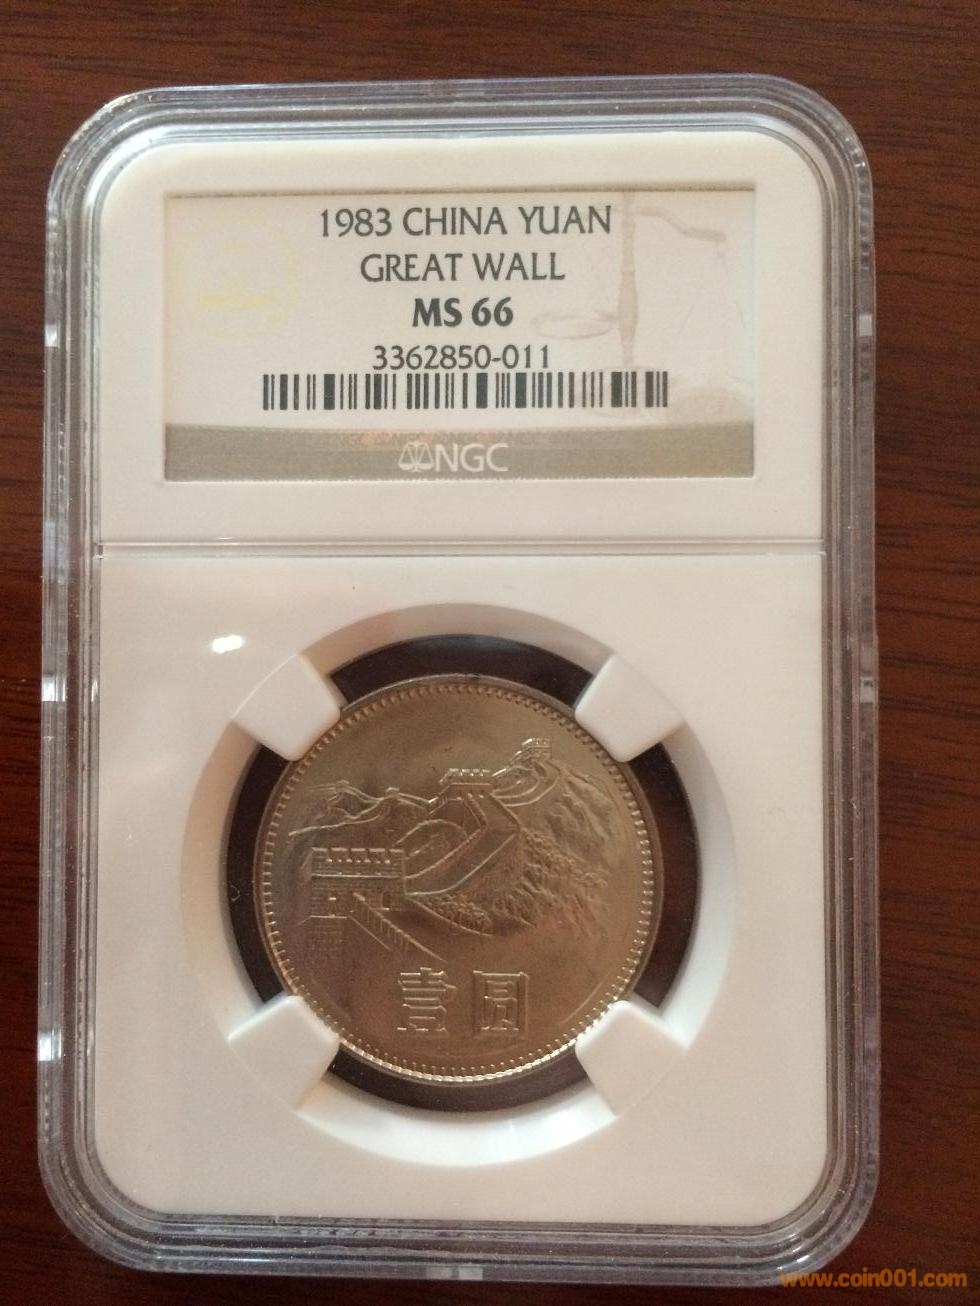 1983 CHINA YUAN
GREAT WALL
MS 66
3362850-011
NGC
壹圆
www.coin001.com